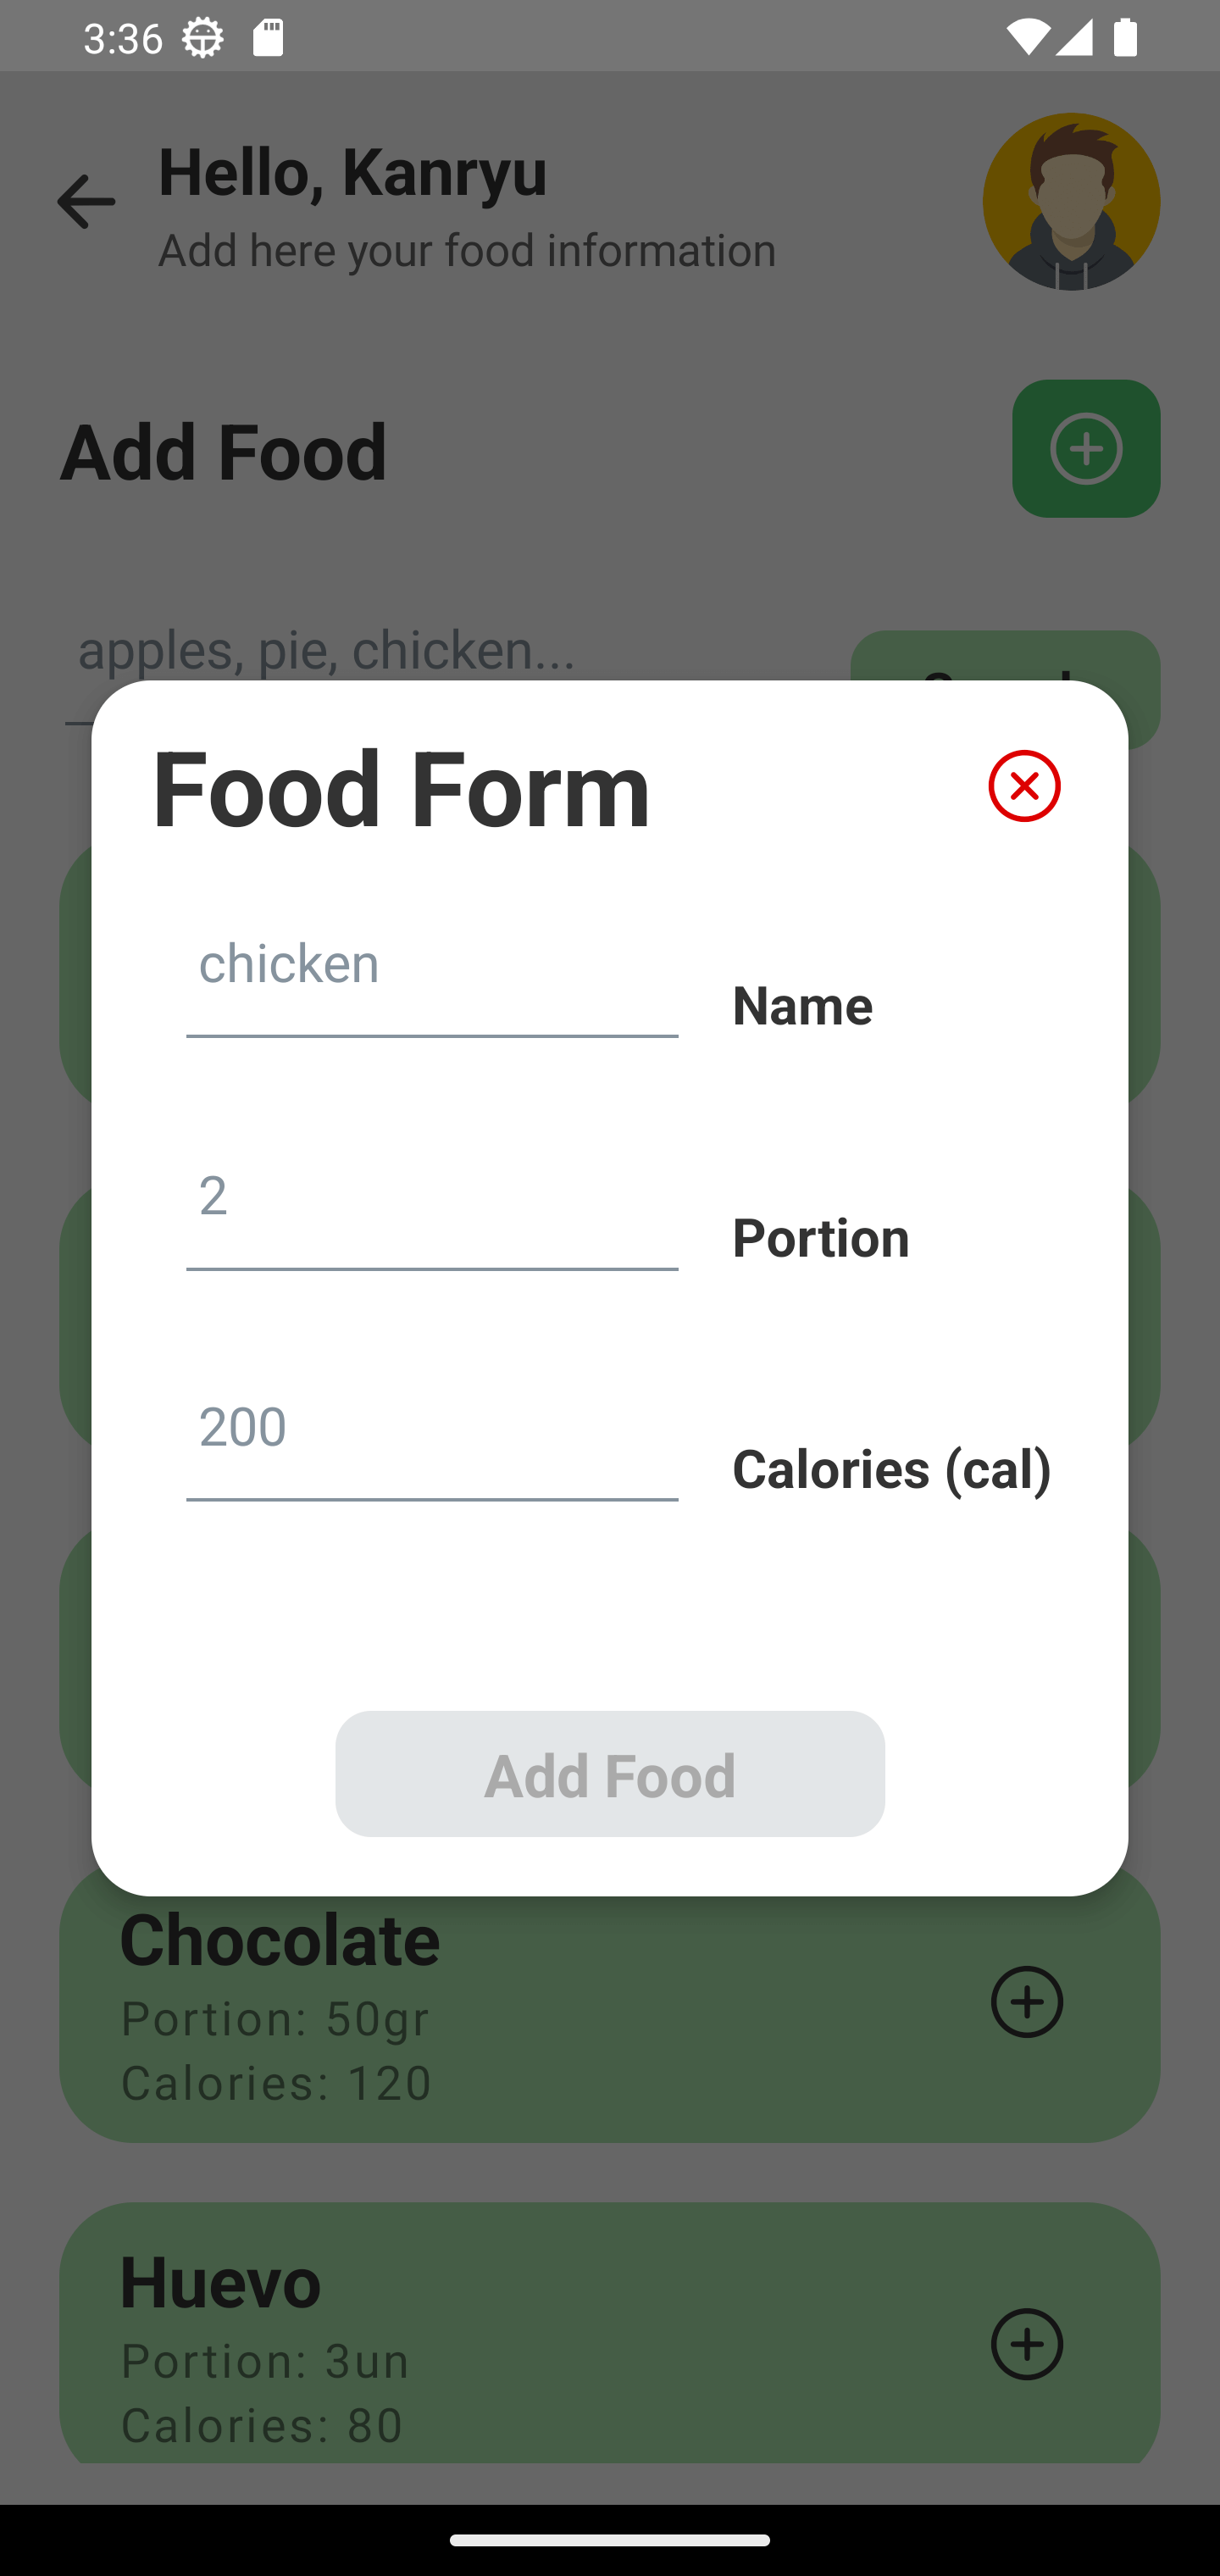 3:36
Hello, Kanryu
Add here your food information
Add Food
apples, pie, chicken...
Food Form
chicken
Name
2
Portion
200
Calories (cal)
Add Food
Chocolate
Portion: 50gr
Calories: 120
Huevo
Portion: 3un
Calories: 80